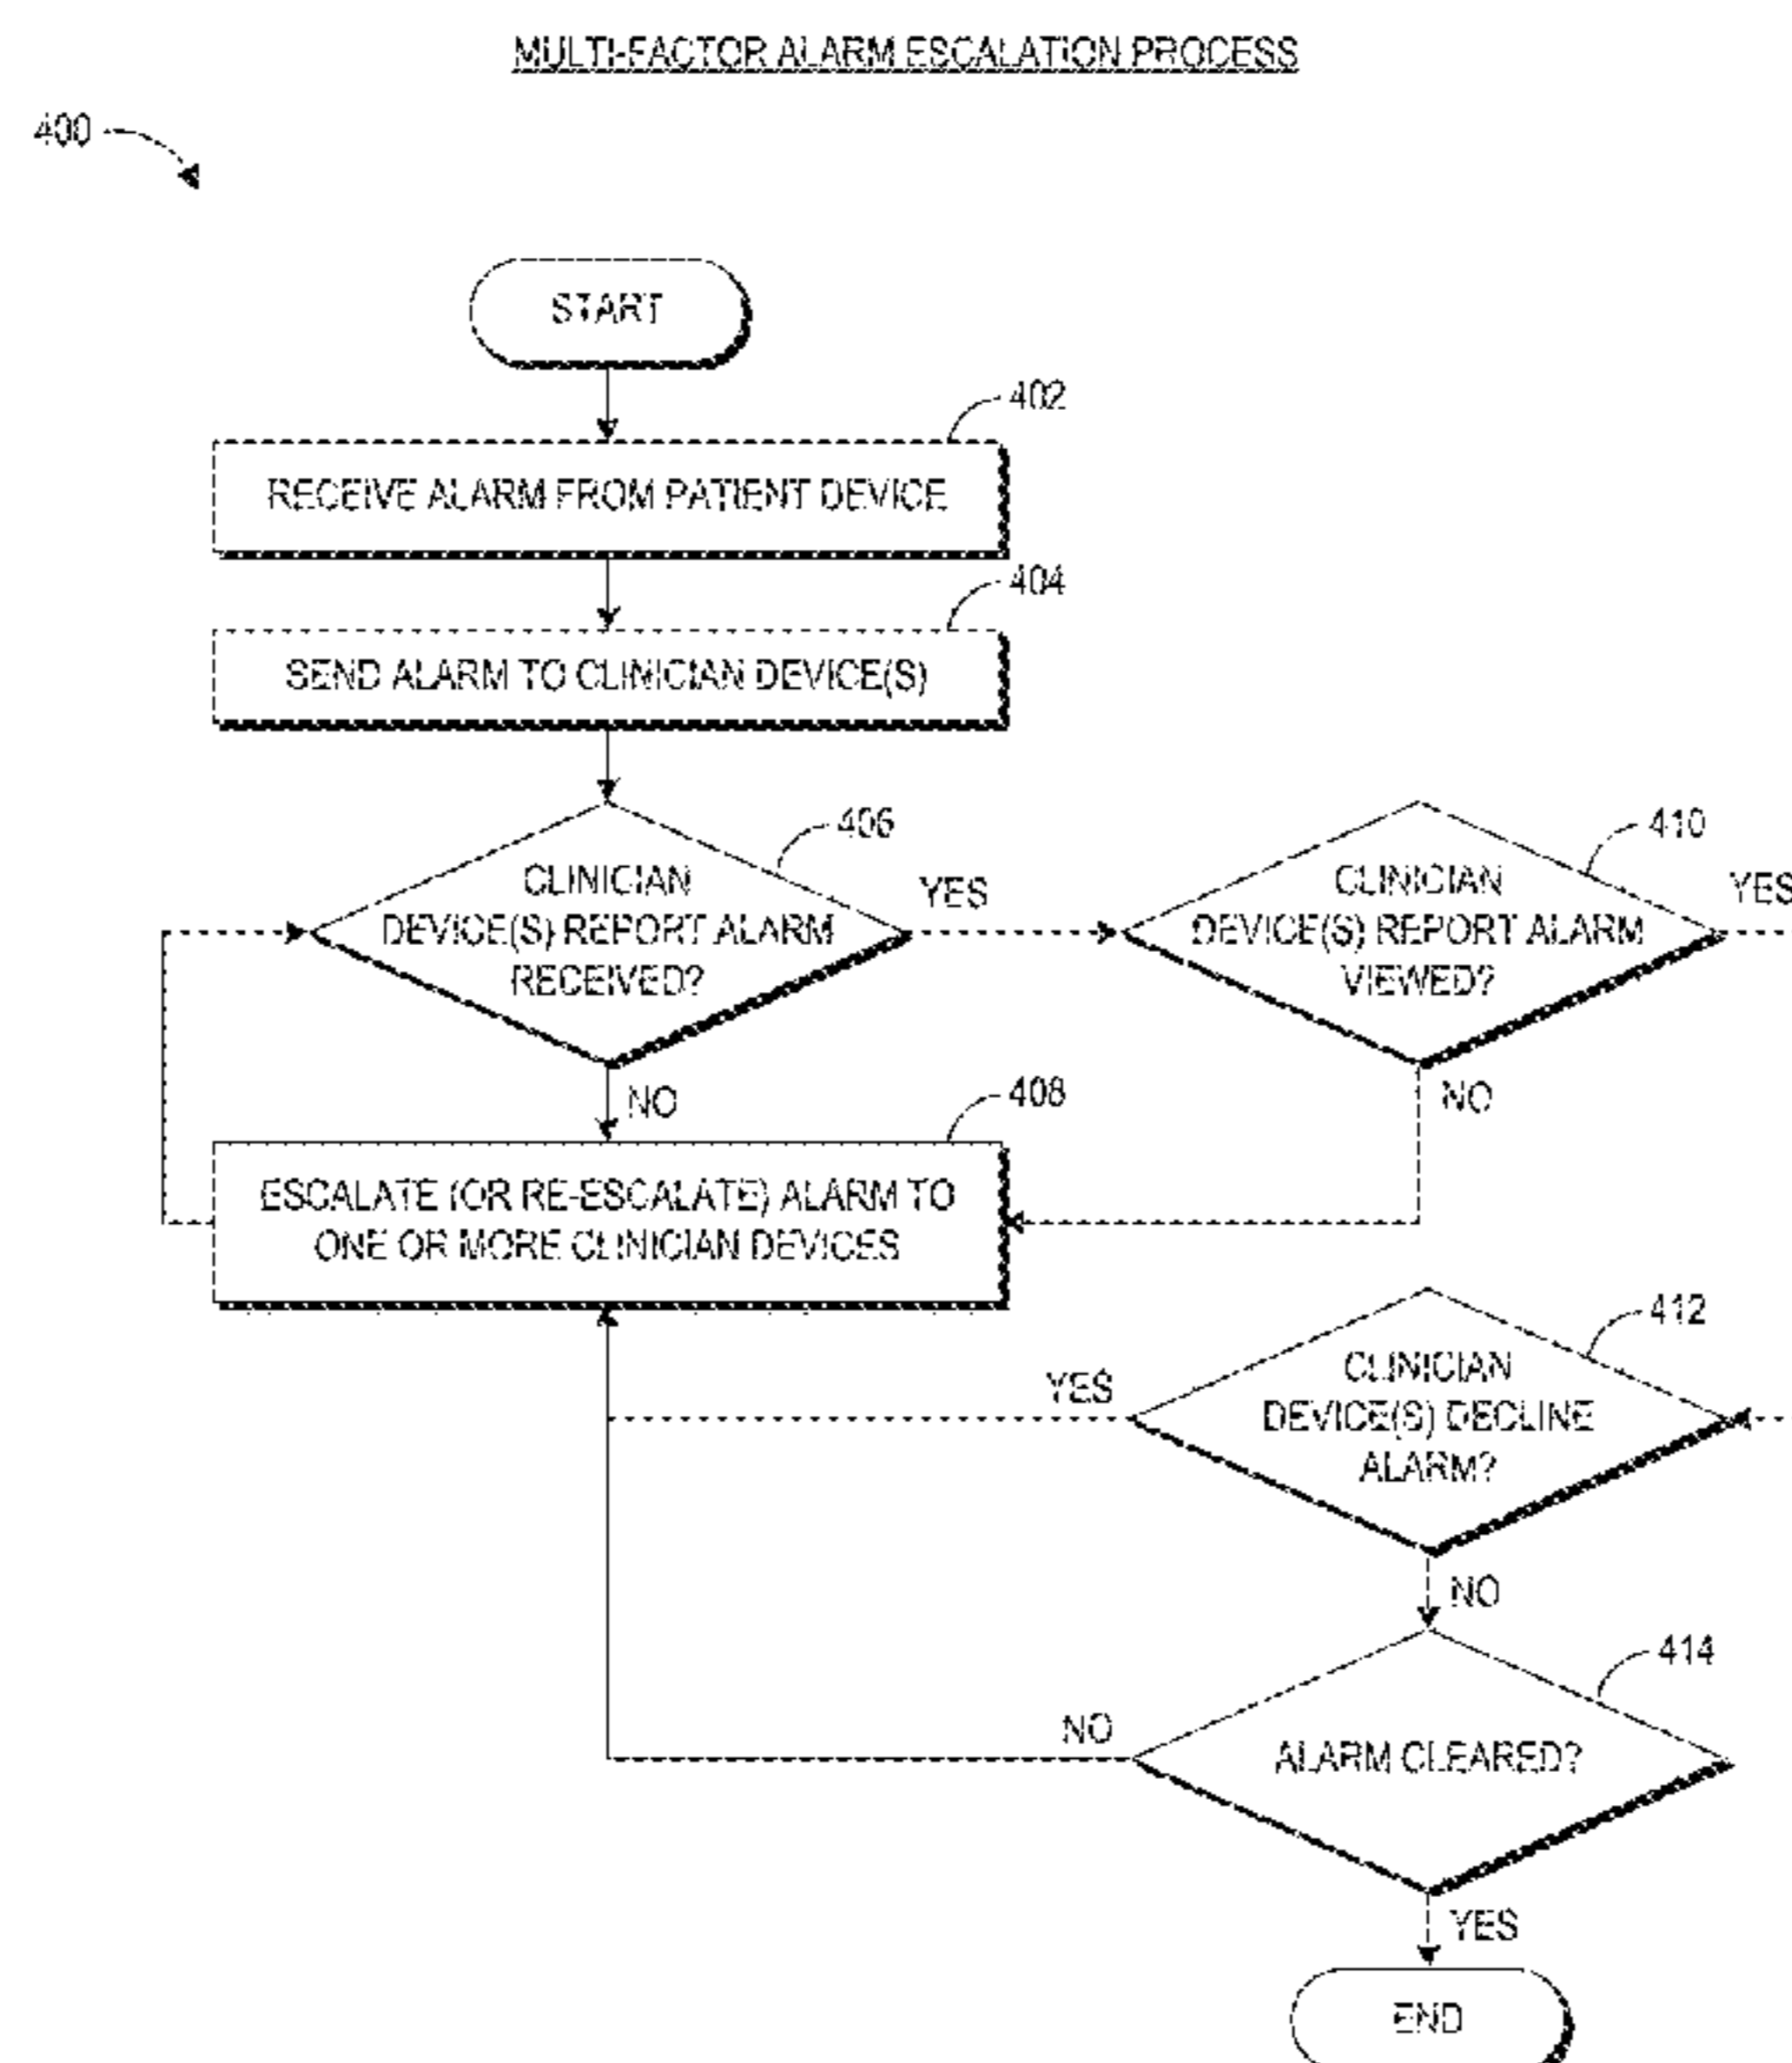 MULTI-FACTOR ALARM ESCALATION PROCESS
400
START
402
RECEIVE ALARM FROM PATIENT DEVICE
404
SEND ALARM TO CLINICIAN DEVICE(S)
406
CLINICIAN
DEVICE(S) REPORT ALARM
RECEIVED?
YES
410
CLINICIAN
DEVICE(S) REPORT ALARM
VIEWED?
YES
NO
NO
408
ESCALATE (OR RE-ESCALATE) ALARM TO
ONE OR MORE CLINICIAN DEVICES
412
CLINICIAN
DEVICE(S) DECLINE
ALARM?
YES
NO
414
ALARM CLEARED?
NO
YES
END